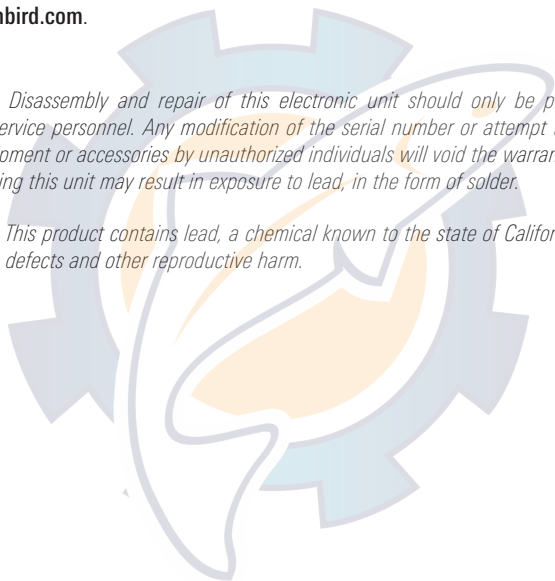 nbird.com.
Disassembly and repair of this electronic unit should only be p
ervice personnel. Any modification of the serial number or attempt
oment or accessories by unauthorized individuals will void the warran
ing this unit may result in exposure to lead, in the form of solder.
This product contains lead, a chemical known to the state of Califor
defects and other reproductive harm.